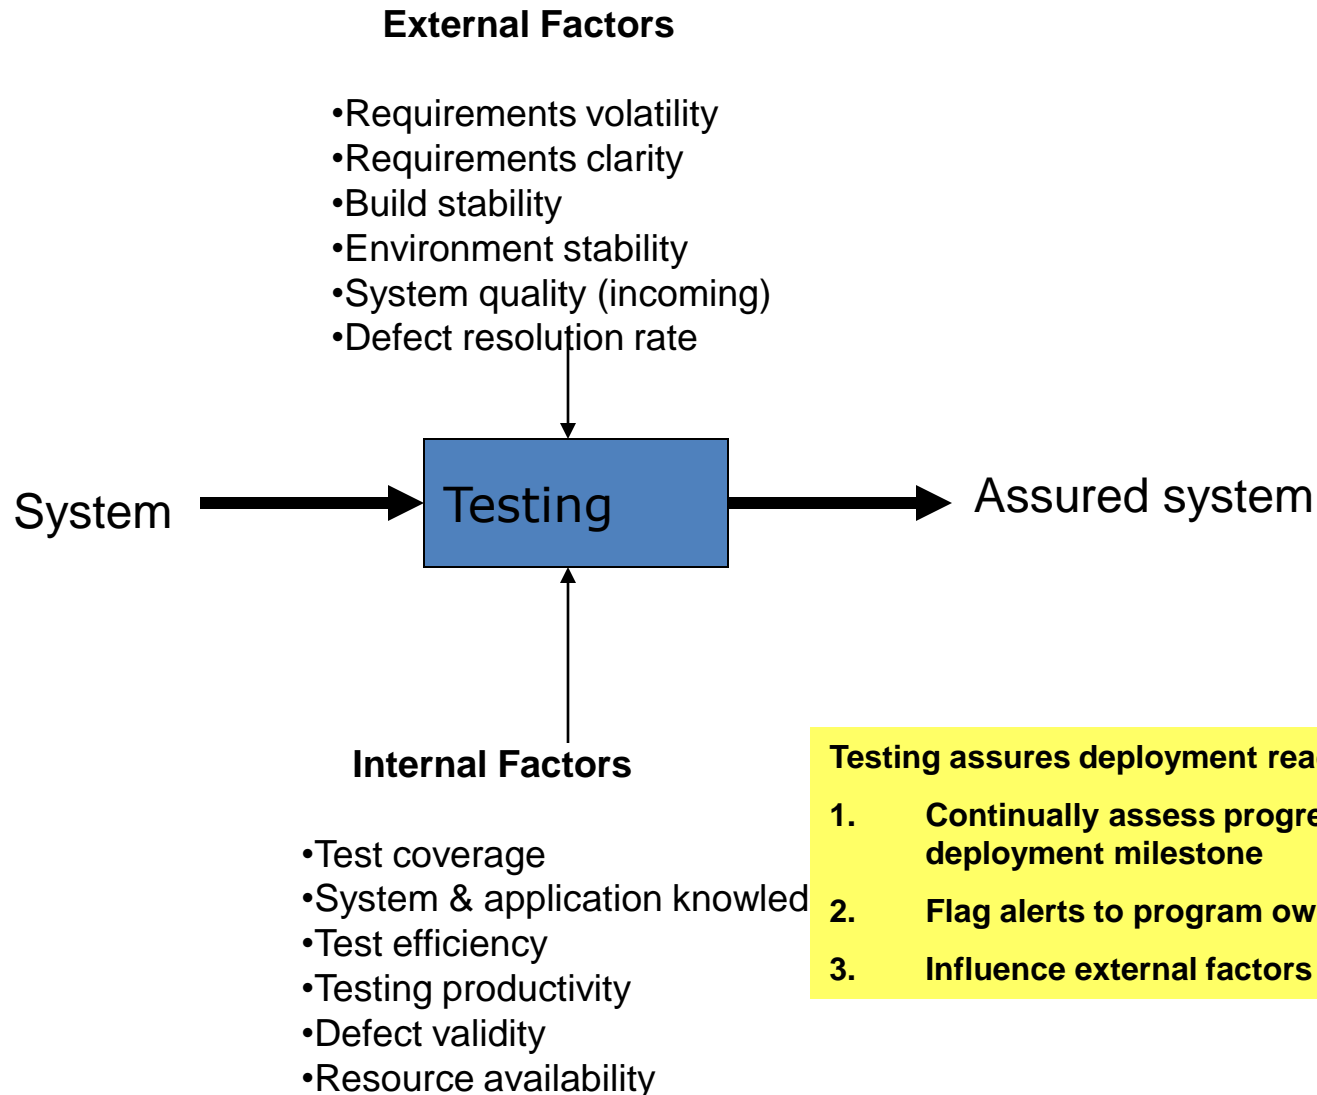 External Factors
•Requirements volatility
•Requirements clarity
•Build stability
•Environment stability
•System quality (incoming)
•Defect resolution rate
System
Testing
Assured system
Internal Factors
•Test coverage
•System & application knowled
•Test efficiency
•Testing productivity
•Defect validity
•Resource availability
Testing assures deployment rea
1. Continually assess progre
deployment milestone
2. Flag alerts to program ow
3. Influence external factors